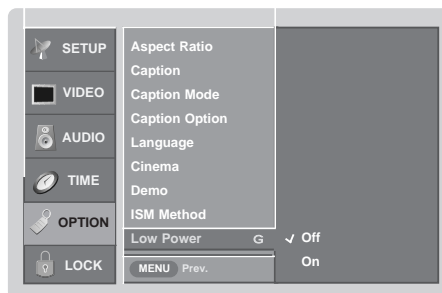 SETUP
VIDEO
AUDIO
TIME
OPTION
LOCK
Aspect Ratio
Caption
Caption Mode
Caption Option
Language
Cinema
Demo
ISM Method
Low Power G
MENU Prev.
✓ Off
On